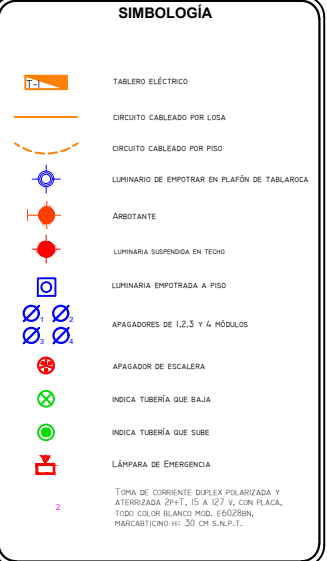 SIMBOLOGÍA
T-I
TABLERO ELÉCTRICO
CIRCUITO CABLEADO POR LOSA
CIRCUITO CABLEADO POR PISO
LUMINARIO DE EMPOTRAR EN PLAFÓN DE TABLAROCA
ARBOTANTE
LUMINARIA SUSPENDIDA EN TECHO
LUMINARIA EMPOTRADA A PISO
1 2
3 4
APAGADORES DE 1,2,3 Y 4 MÓDULOS
APAGADOR DE ESCALERA
INDICA TUBERÍA QUE BAJA
INDICA TUBERÍA QUE SUBE
LÁMPARA DE EMERGENCIA
2
TOMA DE CORRIENTE DUPLEX POLARIZADA Y
ATERRIZADA 2P+T, 15 A 127 V, CON PLACA,
TODO COLOR BLANCO MOD. E6028BN,
MARCABTICINO H= 30 CM S.N.P.T.